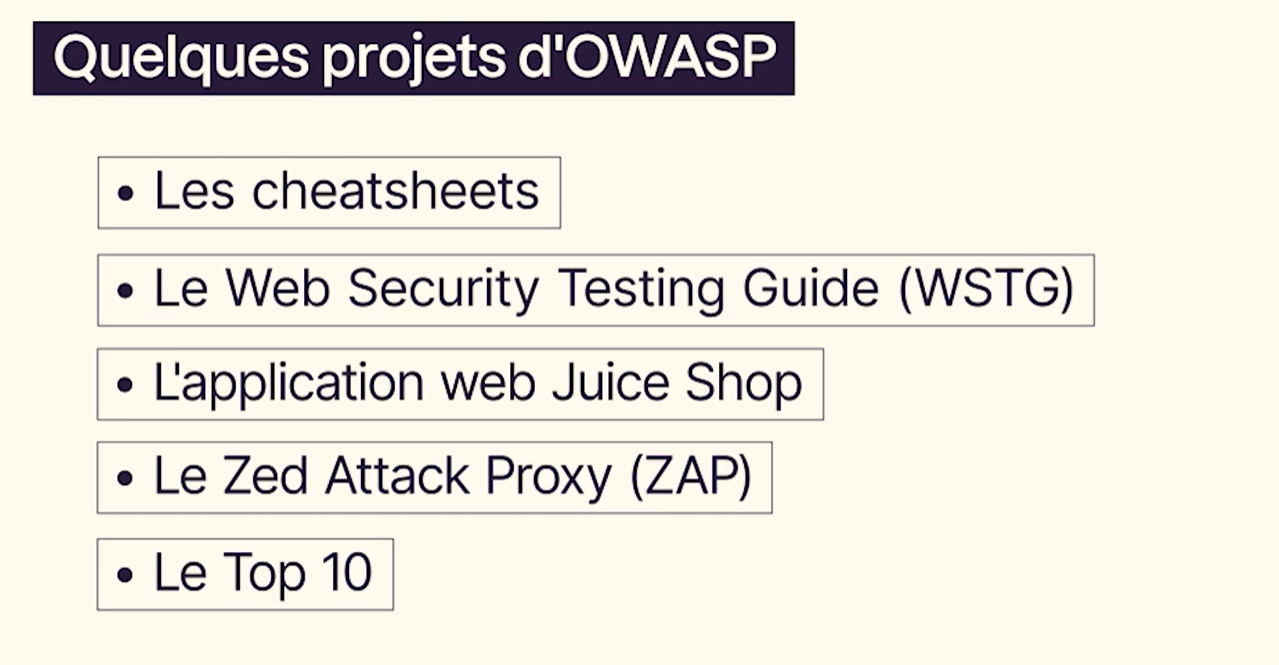 Quelques projets d'OWASP
• Les cheatsheets
• Le Web Security Testing Guide (WSTG)
• L'application web Juice Shop
• Le Zed Attack Proxy (ZAP)
• Le Top 10